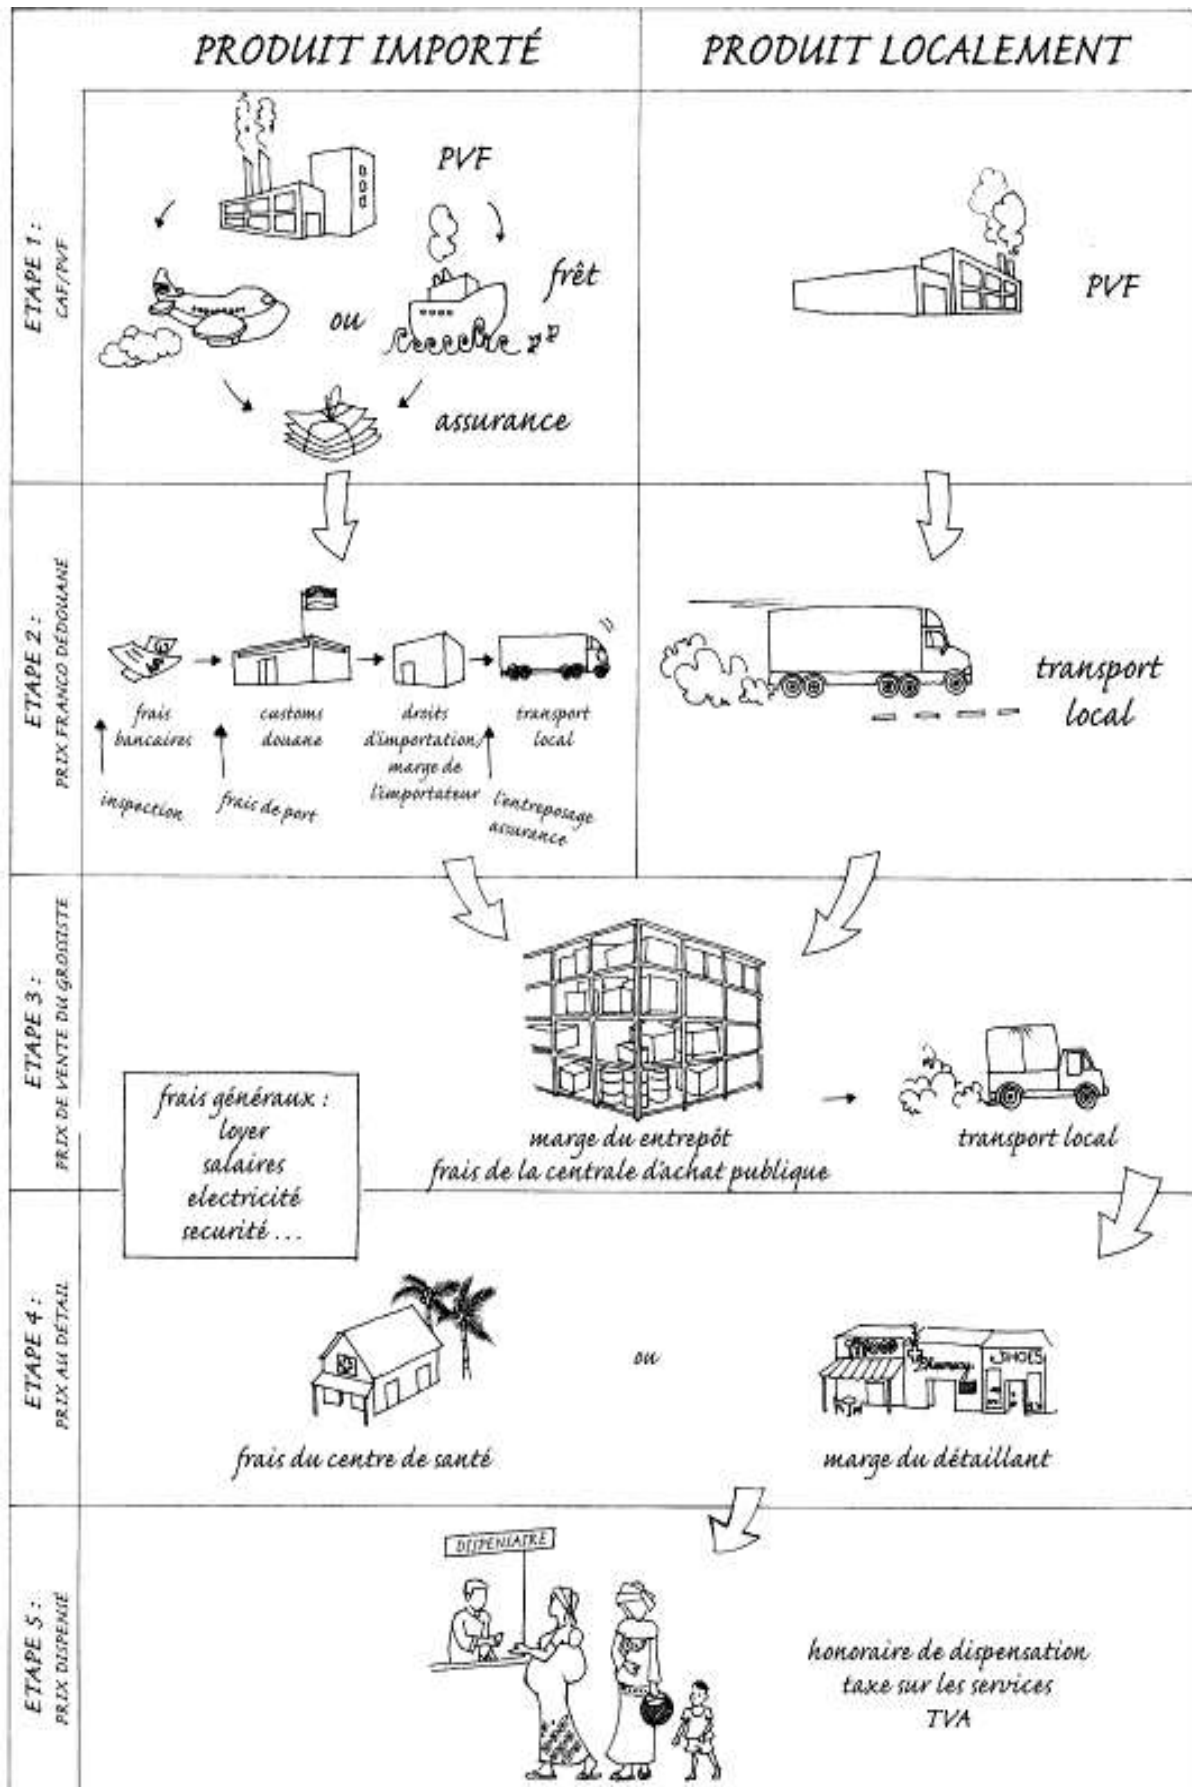 PRODUIT IMPORTÉ
PRODUIT LOCALEMENT
ETAPE 1 :
CAF/PVF
PVF
frêt
ou
assurance
PVF
ETAPE 2 :
PRIX FRANCO DÉDOUANÉ
frais
bancaires
customs
douane
droits
d'importation/
marge de
l'importateur
transport
local
inspection
frais de port
l'entreposage
assurance
transport
local
ETAPE 3 :
PRIX DE VENTE DU GROSSISTE
frais généraux :
loyer
salaires
electricité
securité ...
marge du entrepôt
frais de la centrale d'achat publique
transport local
ETAPE 4 :
PRIX AU DÉTAIL
frais du centre de santé
ou
Pharmacy
SHOES
marge du détaillant
ETAPE 5 :
PRIX DISPENSÉ
DISPENSAIRE
honoraire de dispensation
taxe sur les services
TVA